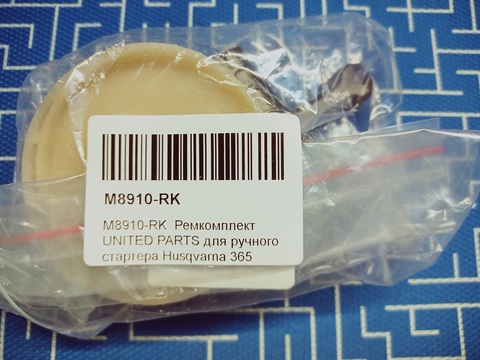 M8910-RK
M8910-RK Ремкомплект
UNITED PARTS для ручного
стартера Husqvarna 365